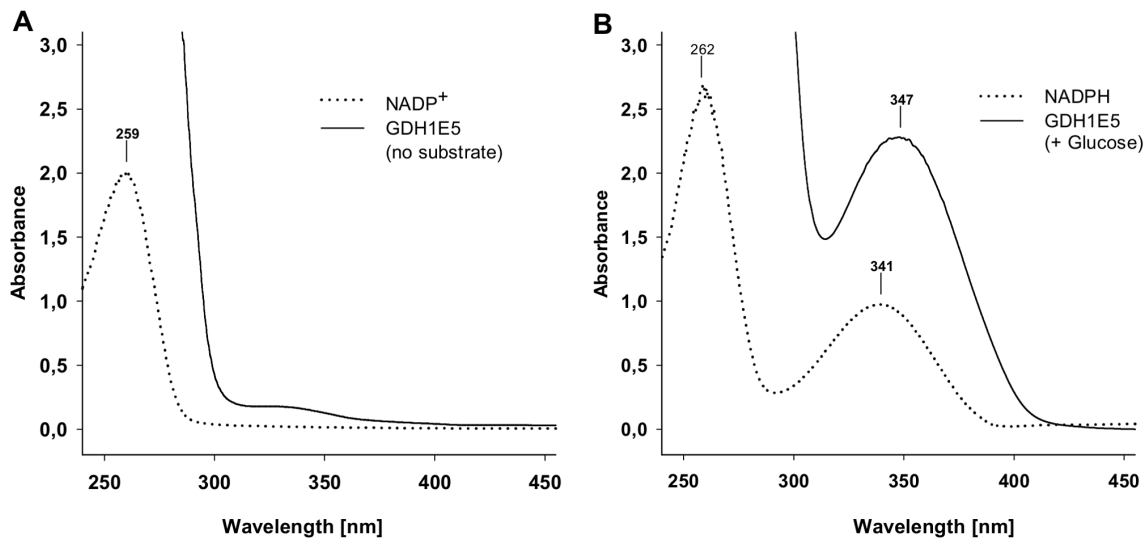 A
3,0
2,5
2,0
1,5
1,0
0,5
0,0
Absorbance
259
NADP+
GDH1E5
(no substrate)
250 300 350 400 450
Wavelength [nm]
B
3,0
2,5
2,0
1,5
1,0
0,5
0,0
Absorbance
262
347
341
NADPH
GDH1E5
(+ Glucose)
250 300 350 400 450
Wavelength [nm]